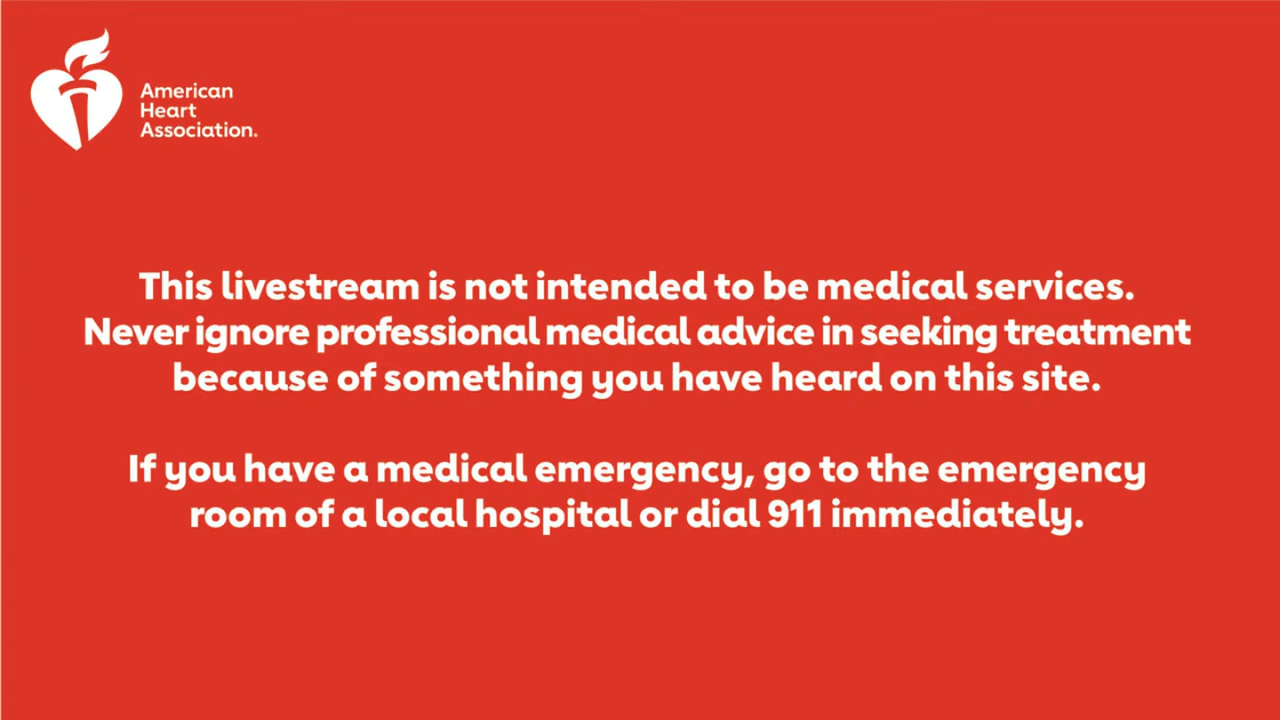 American
Heart
Association.
This livestream is not intended to be medical services.
Never ignore professional medical advice in seeking treatment
because of something you have heard on this site.
If you have a medical emergency, go to the emergency
room of a local hospital or dial 911 immediately.